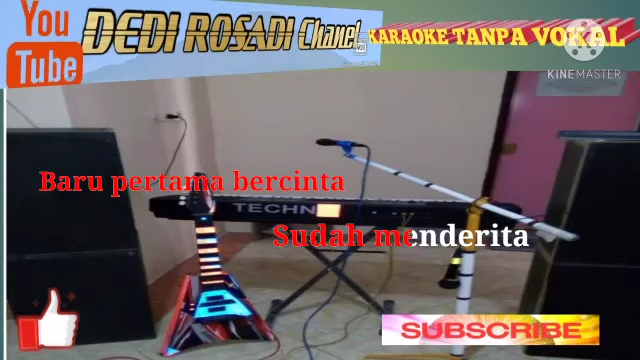 You
Tube
DEDI ROSADI Chanel
KARAOKE TANPA VOKAL
KINEMASTER
Baru pertama bercinta
TECHN
Sudah menderita
SUBSCRIBE